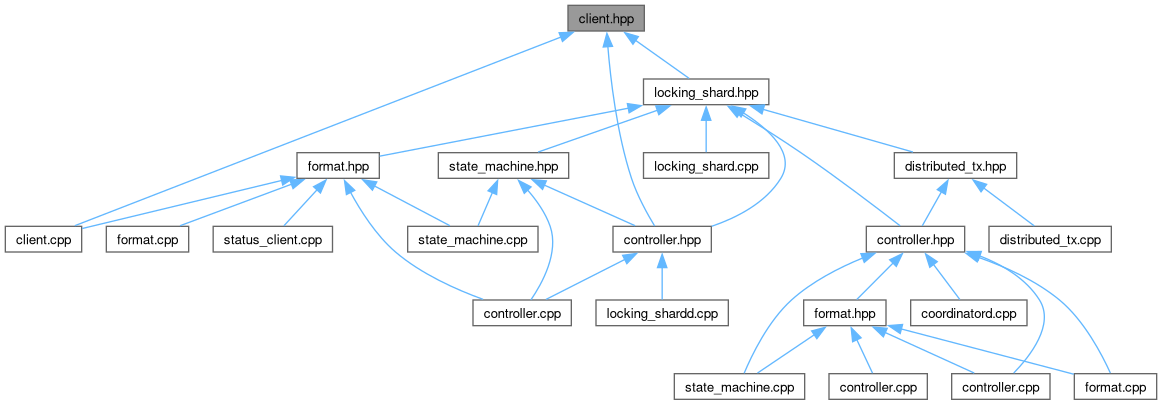 client.hpp
locking_shard.hpp
format.hpp
state_machine.hpp
locking_shard.cpp
distributed_tx.hpp
client.cpp
format.cpp
status_client.cpp
state_machine.cpp
controller.hpp
controller.hpp
distributed_tx.cpp
controller.cpp
locking_shardd.cpp
format.hpp
coordinatord.cpp
state_machine.cpp
controller.cpp
controller.cpp
format.cpp